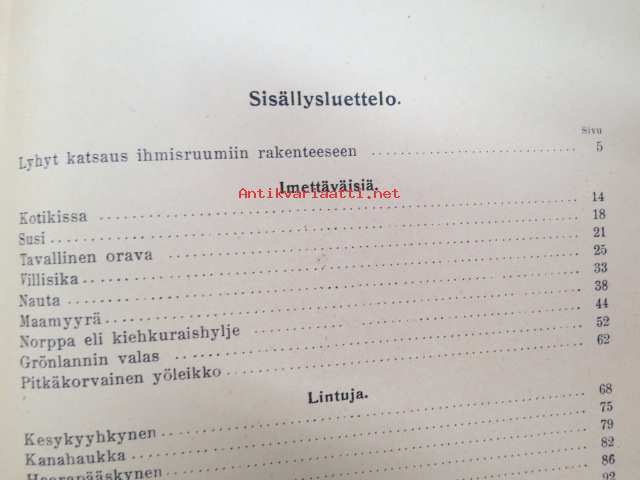 Sisällysluettelo.
Sivu
Lyhyt katsaus ihmisruumiin rakenteeseen 5
Imettäväisiä.
Antikvariaatti.net
Kotikissa 14
Susi 18
Tavallinen orava 21
Villisika 25
Nauta 33
Maamyyrä 38
Norppa eli kiehkuraishylje 44
Grönlannin valas 52
Pitkäkorvainen yöleikko 62
Lintuja.
Kesykyyhkynen 68
Kanahaukka 75
Haarapääskynen 79
82
86
92